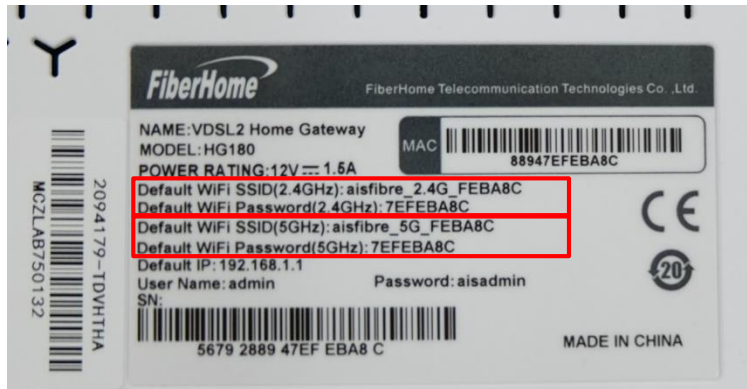 FiberHome
FiberHome Telecommunication Technologies Co. ,Ltd.
NAME:VDSL2 Home Gateway
MODEL:HG180
POWER RATING:12V ⎓ 1.5A
MAC
88947EFEBA8C
Default WiFi SSID(2.4GHz): aisfibre_2.4G_FEBA8C
Default WiFi Password(2.4GHz): 7EFEBA8C
Default WiFi SSID(5GHz): aisfibre_5G_FEBA8C
Default WiFi Password(5GHz): 7EFEBA8C
Default IP: 192.168.1.1
User Name: admin Password: aisadmin
SN:
5679 2889 47EF EBA8 C
CE
20
MADE IN CHINA
2094179-TDVHTHA
MCZLAB750132